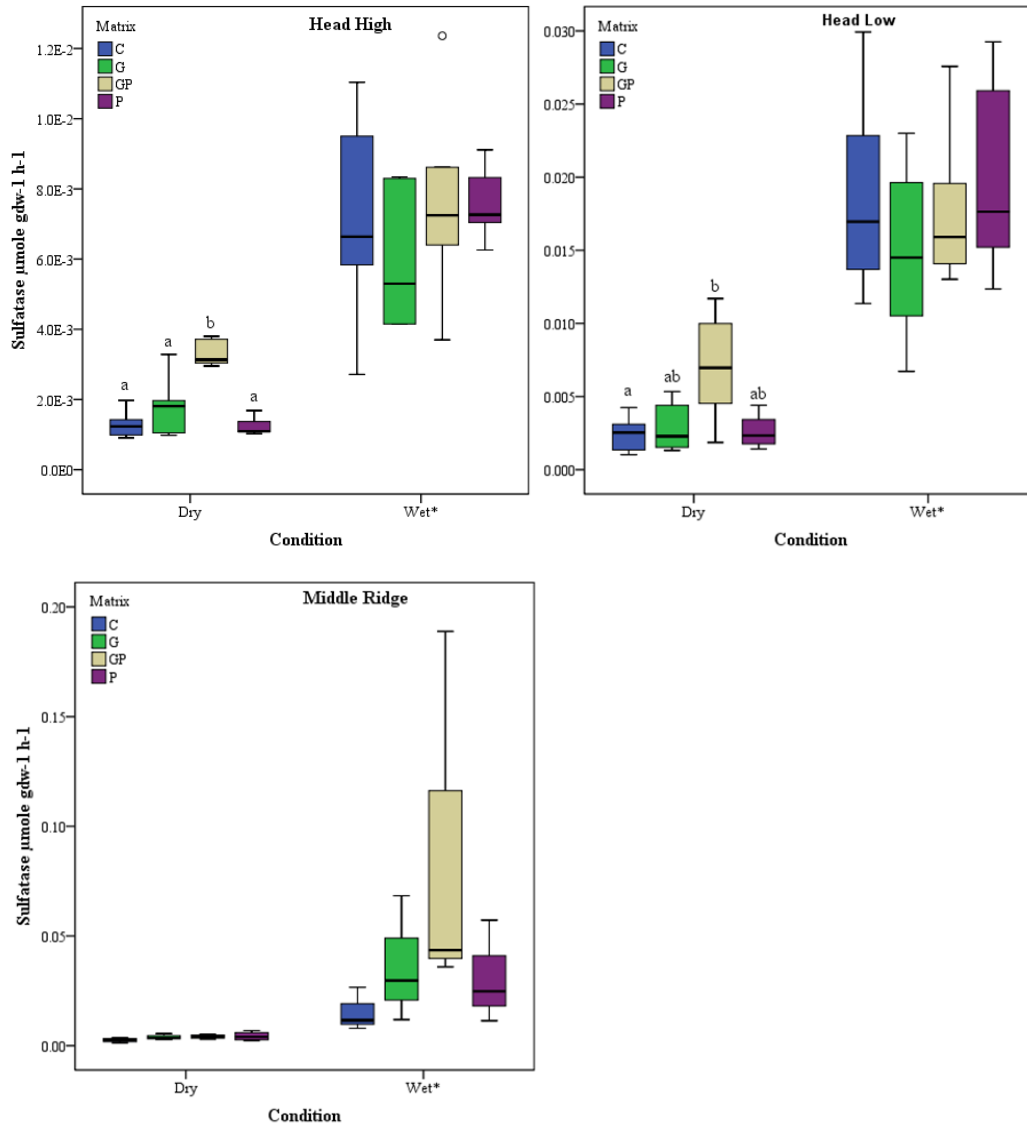 Head High
Matrix
C
G
GP
P
Sulfatase µmole gdw-1 h-1
1.2E-2
1.0E-2
8.0E-3
6.0E-3
4.0E-3
2.0E-3
0.0E0
a
a
b
a
Dry
Wet*
Condition
Head Low
Matrix
C
G
GP
P
0.030
0.025
0.020
0.015
0.010
0.005
0.000
a
ab
b
ab
Dry
Wet*
Condition
Middle Ridge
Matrix
C
G
GP
P
Sulfatase µmole gdw-1 h-1
0.20
0.15
0.10
0.05
0.00
Dry
Wet*
Condition